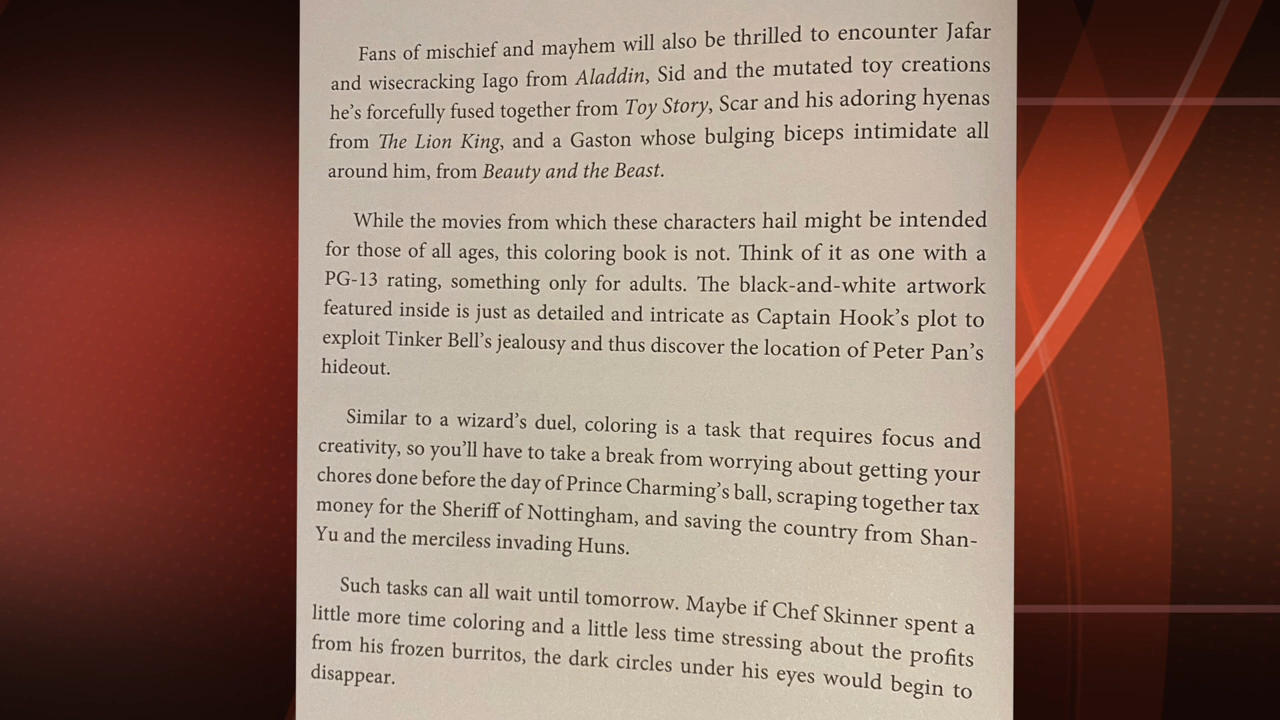 Fans of mischief and mayhem will also be thrilled to encounter Jafar
and wisecracking Iago from Aladdin, Sid and the mutated toy creations
he's forcefully fused together from Toy Story, Scar and his adoring hyenas
from The Lion King, and a Gaston whose bulging biceps intimidate all
around him, from Beauty and the Beast.
While the movies from which these characters hail might be intended
for those of all ages, this coloring book is not. Think of it as one with a
PG-13 rating, something only for adults. The black-and-white artwork
featured inside is just as detailed and intricate as Captain Hook's plot to
exploit Tinker Bell's jealousy and thus discover the location of Peter Pan's
hideout.
Similar to a wizard's duel, coloring is a task that requires focus and
creativity, so you'll have to take a break from worrying about getting your
chores done before the day of Prince Charming's ball, scraping together tax
money for the Sheriff of Nottingham, and saving the country from Shan-
Yu and the merciless invading Huns.
Such tasks can all wait until tomorrow. Maybe if Chef Skinner spent a
little more time coloring and a little less time stressing about the profits
from his frozen burritos, the dark circles under his eyes would begin to
disappear.